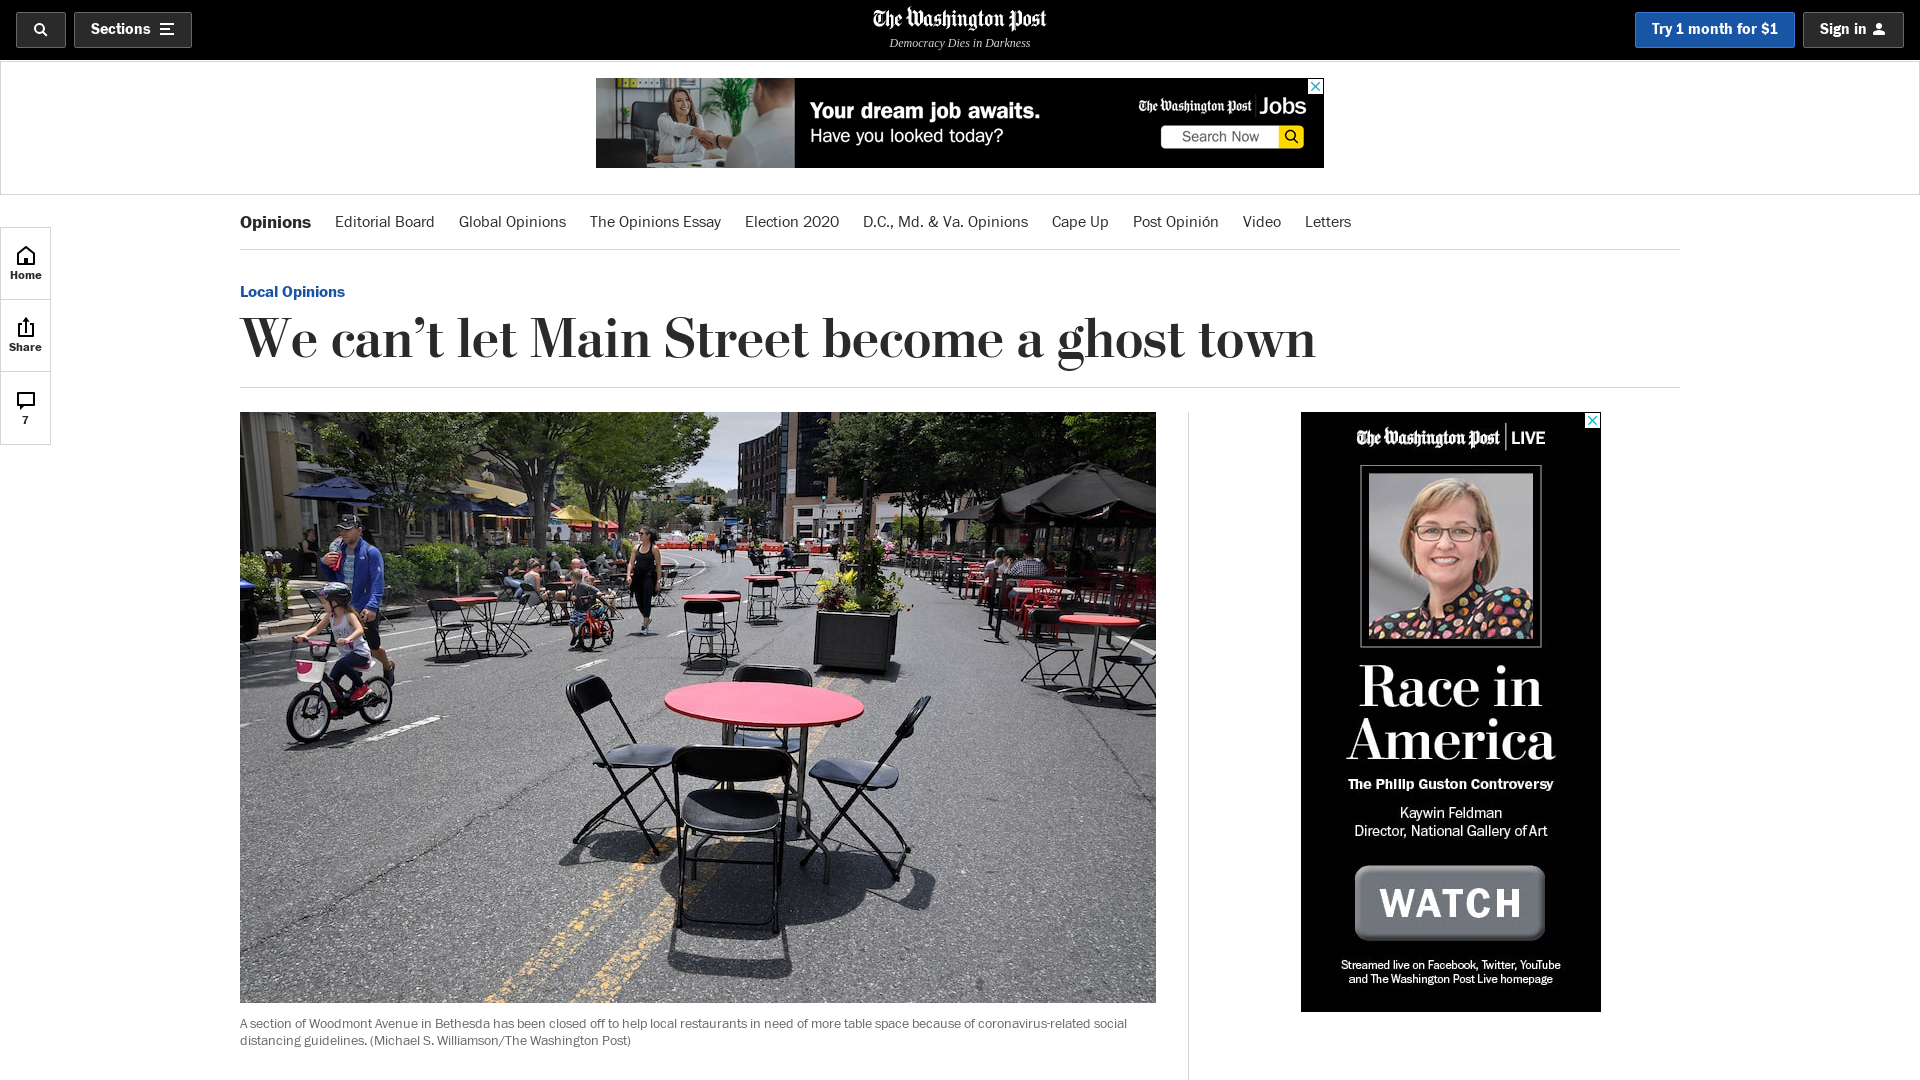 Sections
The Washington Post
Democracy Dies in Darkness
Try 1 month for $1
Sign in
Your dream job awaits.
Have you looked today?
The Washington Post Jobs
Search Now
Opinions
Editorial Board
Global Opinions
The Opinions Essay
Election 2020
D.C., Md. & Va. Opinions
Cape Up
Post Opinión
Video
Letters
Home
Share
7
Local Opinions
We can’t let Main Street become a ghost town
A section of Woodmont Avenue in Bethesda has been closed off to help local restaurants in need of more table space because of coronavirus-related social
distancing guidelines. (Michael S. Williamson/The Washington Post)
The Washington Post LIVE
Race in
America
The Philip Guston Controversy
Kaywin Feldman
Director, National Gallery of Art
WATCH
Streamed live on Facebook, Twitter, YouTube
and The Washington Post Live homepage